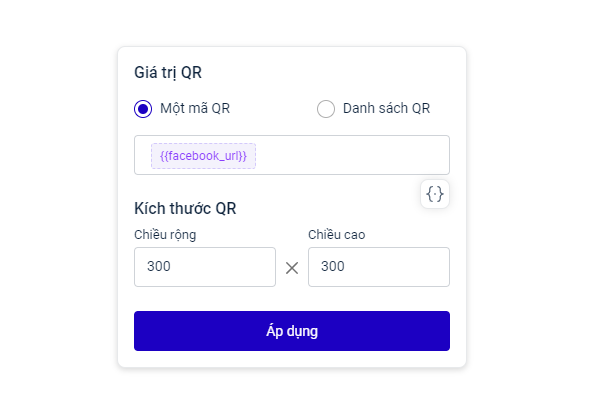 Giá trị QR
Một mã QR
Danh sách QR
{{facebook_url}}
{·}
Kích thước QR
Chiều rộng
Chiều cao
300
300
Áp dụng